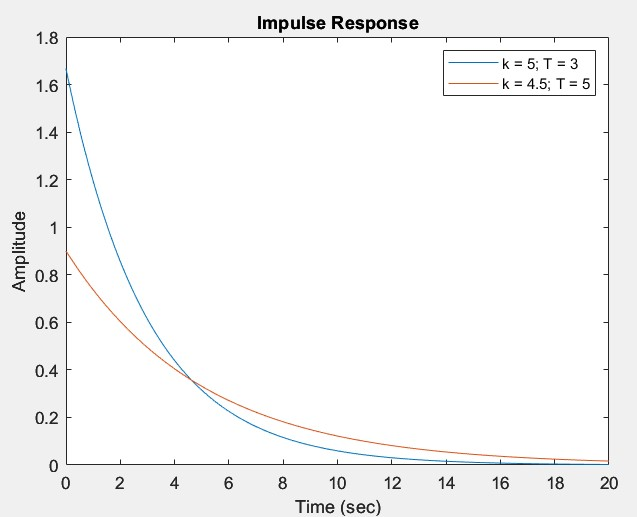 Impulse Response
1.8
1.6
1.4
1.2
1
0.8
0.6
0.4
0.2
0
Amplitude
k = 5; T = 3
k = 4.5; T = 5
0 2 4 6 8 10 12 14 16 18 20
Time (sec)